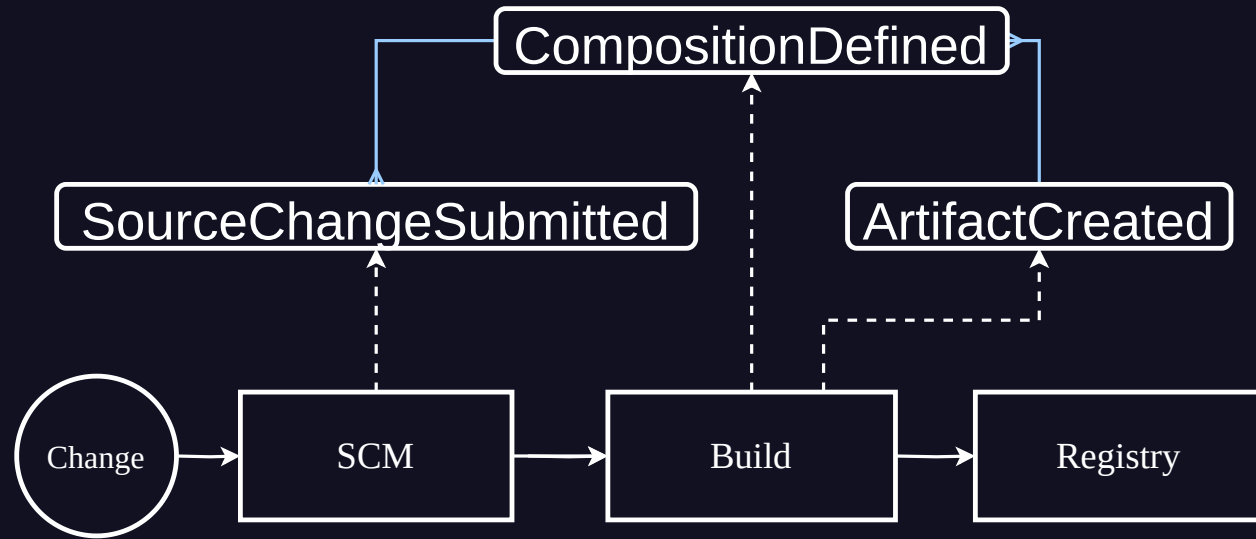 CompositionDefined
SourceChangeSubmitted
ArtifactCreated
Change
SCM
Build
Registry